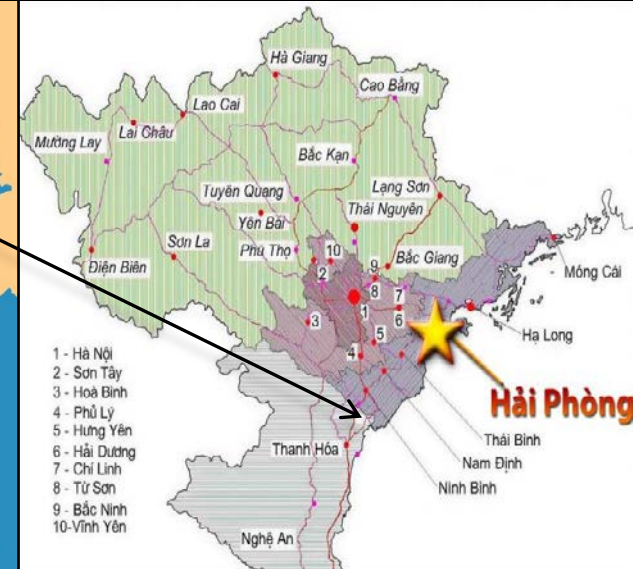 Hà Giang
Cao Bằng
Lao Cai
Lai Châu
Mường Lay
Bắc Kạn
Tuyên Quang
Lạng Sơn
Thái Nguyên
Yên Bái
Sơn La
Phú Thọ
10
Bắc Giang
Điện Biên
Móng Cái
9
2
8
7
1
6
Hạ Long
3
5
4
1 - Hà Nội
2 - Sơn Tây
3 - Hoà Bình
4 - Phủ Lý
5 - Hưng Yên
6 - Hải Dương
7 - Chí Linh
8 - Từ Sơn
9 - Bắc Ninh
10-Vĩnh Yên
Hải Phòng
Thái Bình
Thanh Hóa
Nam Định
Ninh Bình
Nghệ An